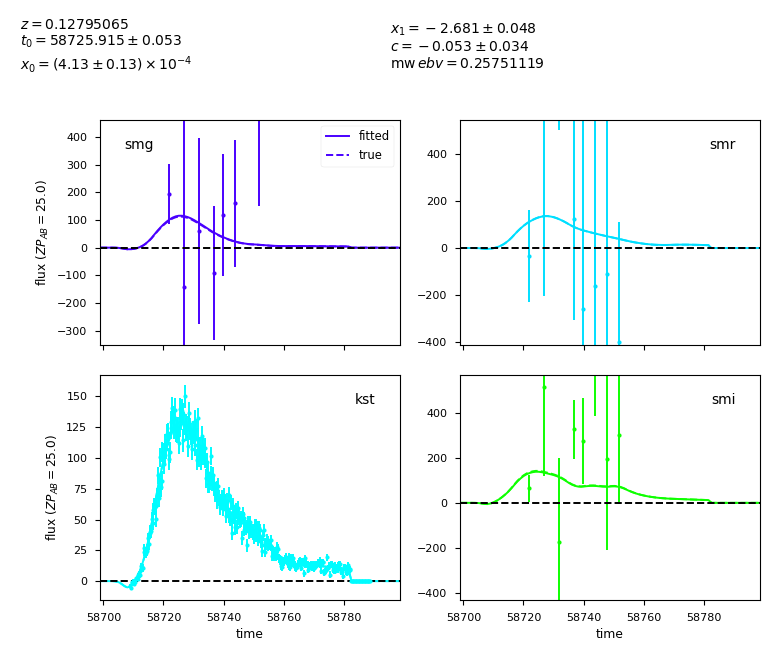 z = 0.12795065
t₀ = 58725.915 ± 0.053
x₀ = (4.13 ± 0.13) × 10⁻⁴
x₁ = −2.681 ± 0.048
c = −0.053 ± 0.034
mw ebv = 0.25751119
smg
fitted
true
400
300
200
100
0
−100
−200
−300
flux (ZP_AB = 25.0)
smr
400
200
0
−200
−400
kst
150
125
100
75
50
25
0
flux (ZP_AB = 25.0)
58700 58720 58740 58760 58780
time
smi
400
200
0
−200
−400
58700 58720 58740 58760 58780
time